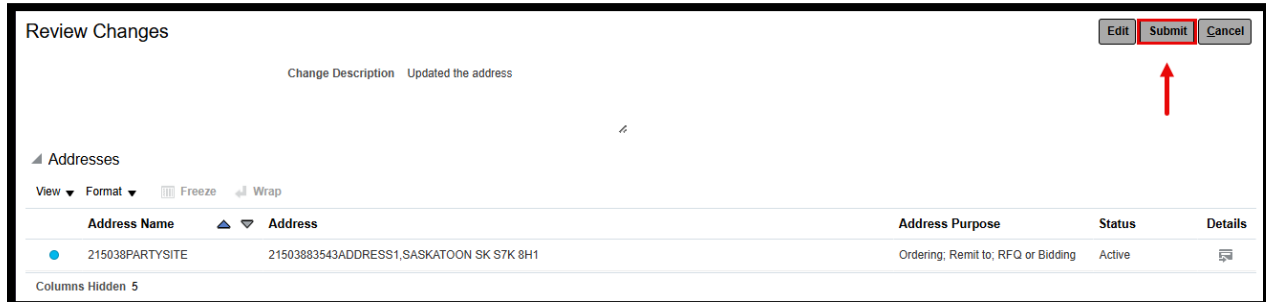 Review Changes
Edit Submit Cancel
Change Description Updated the address
Addresses
View Format Freeze Wrap
Address Name Address Address Purpose Status Details
215038PARTYSITE 21503883543ADDRESS1,SASKATOON SK S7K 8H1 Ordering; Remit to; RFQ or Bidding Active
Columns Hidden 5